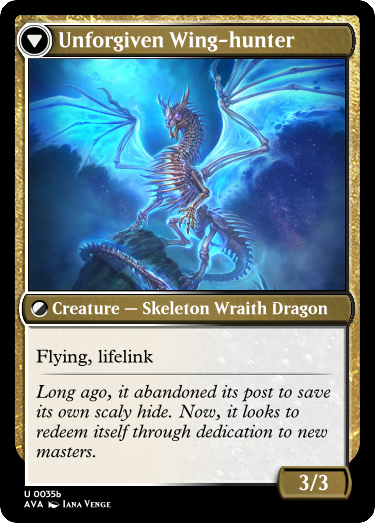 Unforgiven Wing-hunter
Creature — Skeleton Wraith Dragon
Flying, lifelink
Long ago, it abandoned its post to save
its own scaly hide. Now, it looks to
redeem itself through dedication to new
masters.
3/3
U 0035b
AVA Iana Venge